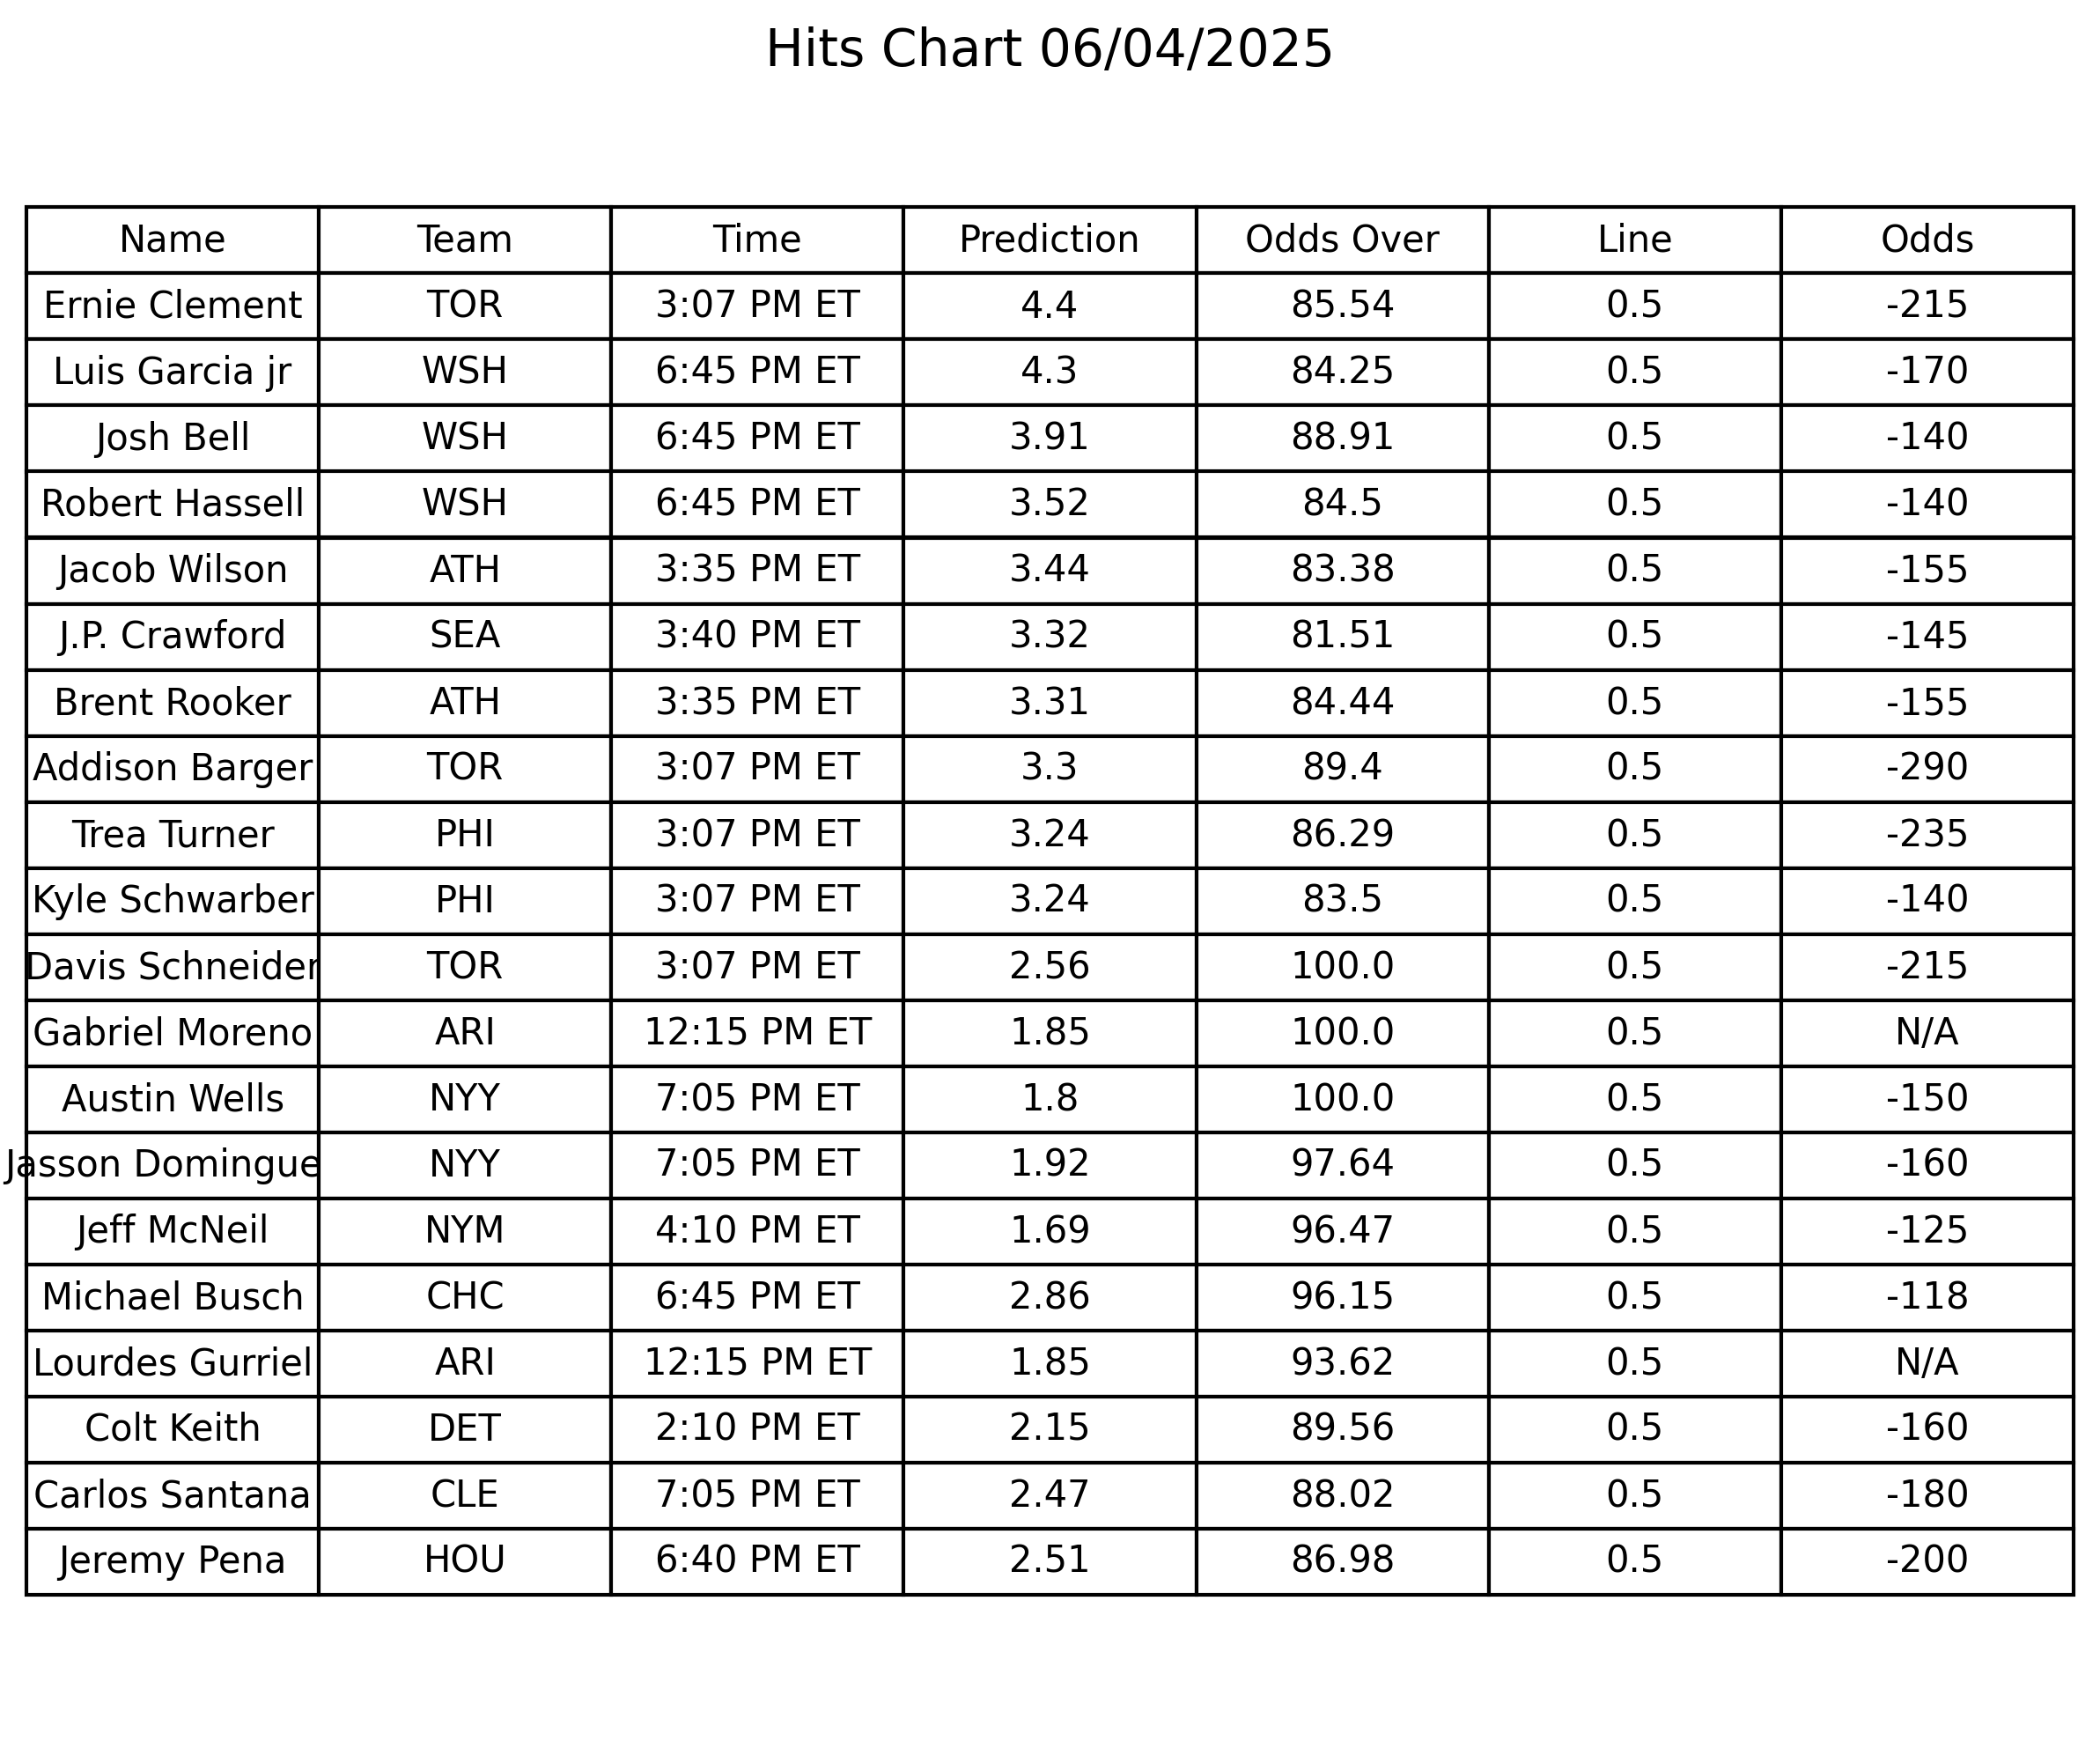 Hits Chart 06/04/2025
Name Team Time Prediction Odds Over Line Odds
Ernie Clement TOR 3:07 PM ET 4.4 85.54 0.5 -215
Luis Garcia jr WSH 6:45 PM ET 4.3 84.25 0.5 -170
Josh Bell WSH 6:45 PM ET 3.91 88.91 0.5 -140
Robert Hassell WSH 6:45 PM ET 3.52 84.5 0.5 -140
Jacob Wilson ATH 3:35 PM ET 3.44 83.38 0.5 -155
J.P. Crawford SEA 3:40 PM ET 3.32 81.51 0.5 -145
Brent Rooker ATH 3:35 PM ET 3.31 84.44 0.5 -155
Addison Barger TOR 3:07 PM ET 3.3 89.4 0.5 -290
Trea Turner PHI 3:07 PM ET 3.24 86.29 0.5 -235
Kyle Schwarber PHI 3:07 PM ET 3.24 83.5 0.5 -140
Davis Schneider TOR 3:07 PM ET 2.56 100.0 0.5 -215
Gabriel Moreno ARI 12:15 PM ET 1.85 100.0 0.5 N/A
Austin Wells NYY 7:05 PM ET 1.8 100.0 0.5 -150
Jasson Domingue NYY 7:05 PM ET 1.92 97.64 0.5 -160
Jeff McNeil NYM 4:10 PM ET 1.69 96.47 0.5 -125
Michael Busch CHC 6:45 PM ET 2.86 96.15 0.5 -118
Lourdes Gurriel ARI 12:15 PM ET 1.85 93.62 0.5 N/A
Colt Keith DET 2:10 PM ET 2.15 89.56 0.5 -160
Carlos Santana CLE 7:05 PM ET 2.47 88.02 0.5 -180
Jeremy Pena HOU 6:40 PM ET 2.51 86.98 0.5 -200